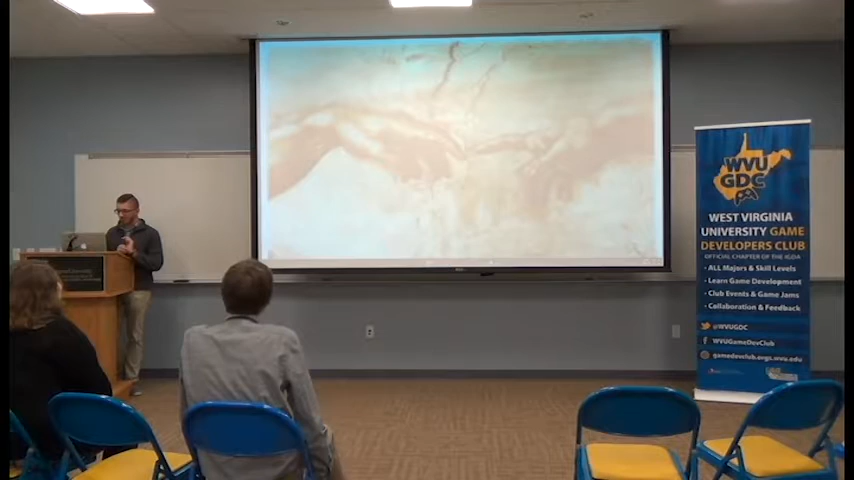 WVU
GDC
WEST VIRGINIA
UNIVERSITY GAME
DEVELOPERS CLUB
OFFICIAL CHAPTER OF THE IGDA
· ALL Majors & Skill Levels
· Learn Game Development
· Club Events & Game Jams
· Collaboration & Feedback
@WVUGDC
WVUGameDevClub
gamedev.orgs.wvu.edu